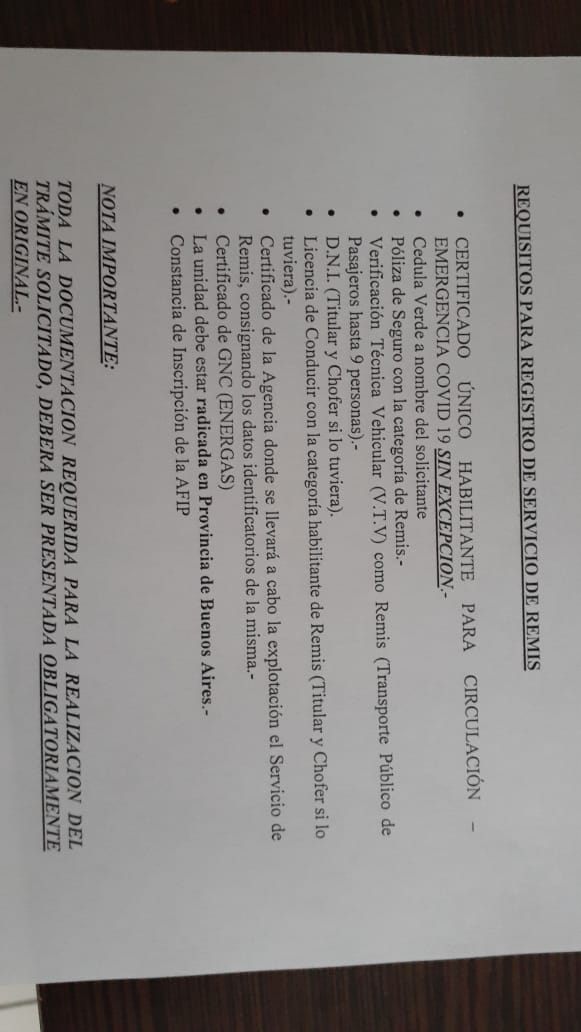 REQUISITOS PARA REGISTRO DE SERVICIO DE REMIS
• CERTIFICADO ÚNICO HABILITANTE PARA CIRCULACIÓN –
EMERGENCIA COVID 19 SIN EXCEPCION.-
• Cedula Verde a nombre del solicitante
• Póliza de Seguro con la categoría de Remis.-
• Verificación Técnica Vehicular (V.T.V) como Remis (Transporte Público de
Pasajeros hasta 9 personas).-
• D.N.I. (Titular y Chofer si lo tuviera).
• Licencia de Conducir con la categoría habilitante de Remis (Titular y Chofer si lo
tuviera).-
• Certificado de la Agencia donde se llevará a cabo la explotación el Servicio de
Remis, consignando los datos identificatorios de la misma.-
• Certificado de GNC (ENERGAS)
• La unidad debe estar radicada en Provincia de Buenos Aires.-
• Constancia de Inscripción de la AFIP
NOTA IMPORTANTE:
TODA LA DOCUMENTACION REQUERIDA PARA LA REALIZACION DEL
TRÁMITE SOLICITADO, DEBERA SER PRESENTADA OBLIGATORIAMENTE
EN ORIGINAL.-